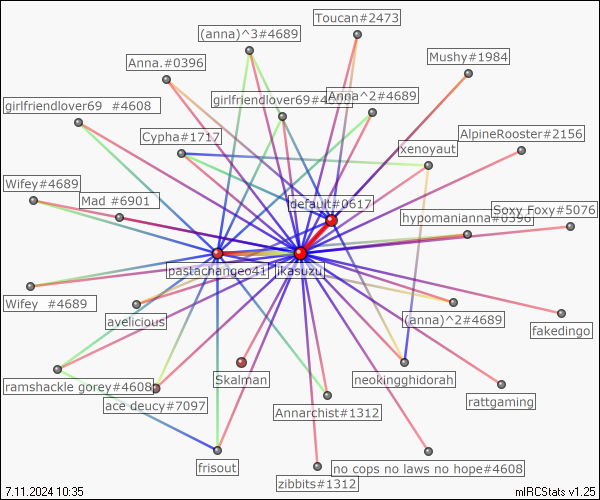 Toucan#2473
(anna)^3#4689
Mushy#1984
Anna.#0396
girlfriendlover69 #4608
girlfriendlover69#4
Anna^2#4689
Cypha#1717
AlpineRooster#2156
xenoyaut
Wifey#4689
Mad #6901
default#0617
hypomanianna#0396
Soxy Foxy#5076
pastachangeo41
ikasuzu
Wifey #4689
avelicious
(anna)^2#4689
fakedingo
ramshackle gorey#4608
Skalman
neokingghidorah
ace deucy#7097
Annarchist#1312
rattgaming
frisout
zibbits#1312
no cops no laws no hope#4608
7.11.2024 10:35
mIRCStats v1.25